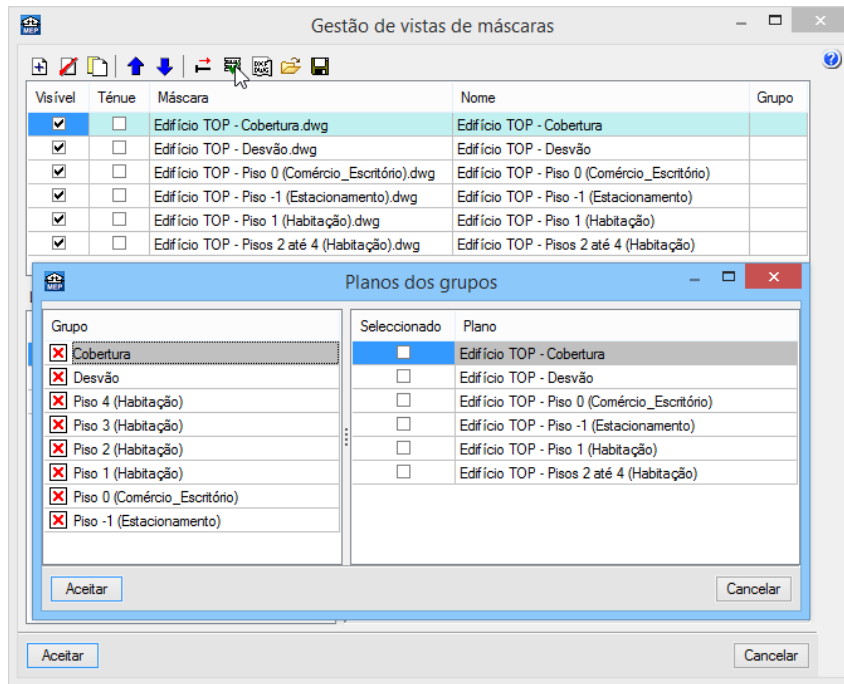 MEP Gestão de vistas de máscaras
DXF DWG
Visível Ténue Máscara Nome Grupo
Edifício TOP - Cobertura.dwg Edifício TOP - Cobertura
Edifício TOP - Desvão.dwg Edifício TOP - Desvão
Edifício TOP - Piso 0 (Comércio_Escritório).dwg Edifício TOP - Piso 0 (Comércio_Escritório)
Edifício TOP - Piso -1 (Estacionamento).dwg Edifício TOP - Piso -1 (Estacionamento)
Edifício TOP - Piso 1 (Habitação).dwg Edifício TOP - Piso 1 (Habitação)
Edifício TOP - Pisos 2 até 4 (Habitação).dwg Edifício TOP - Pisos 2 até 4 (Habitação)
MEP Planos dos grupos
Grupo Seleccionado Plano
Cobertura Edifício TOP - Cobertura
Desvão Edifício TOP - Desvão
Piso 4 (Habitação) Edifício TOP - Piso 0 (Comércio_Escritório)
Piso 3 (Habitação) Edifício TOP - Piso -1 (Estacionamento)
Piso 2 (Habitação) Edifício TOP - Piso 1 (Habitação)
Piso 1 (Habitação) Edifício TOP - Pisos 2 até 4 (Habitação)
Piso 0 (Comércio_Escritório)
Piso -1 (Estacionamento)
Aceitar Cancelar
Aceitar Cancelar